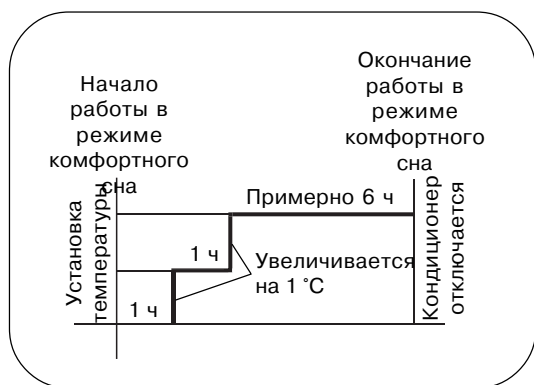 Начало
работы в
режиме
комфортного
сна
Окончание
работы в
режиме
комфортного
сна
Установка
температуры
Примерно 6 ч
1 ч
Увеличивается
на 1 °C
1 ч
Кондиционер
отключается